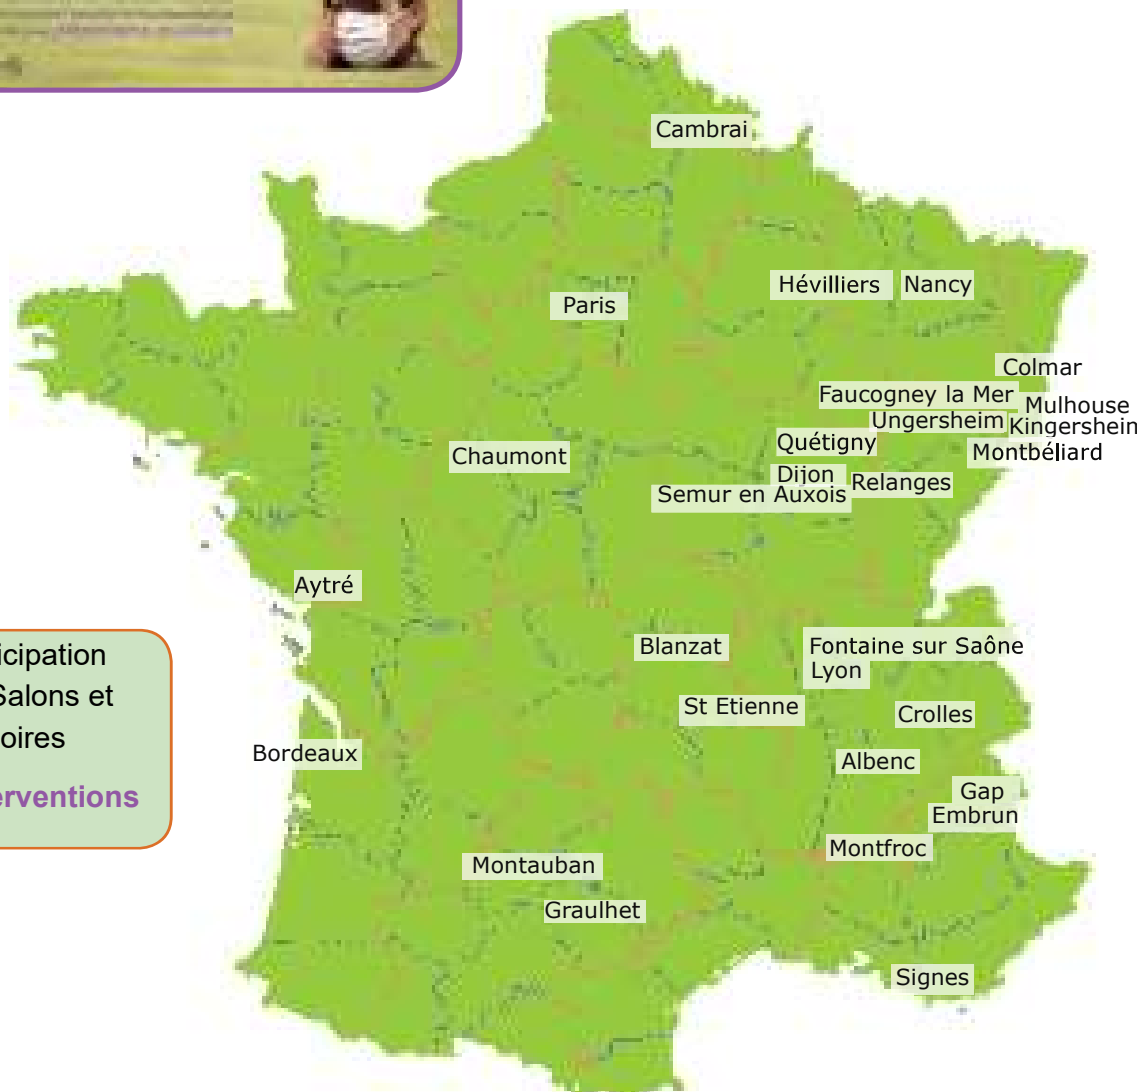 Cambrai
Hévilliers
Nancy
Paris
Colmar
Faucogney la Mer
Mulhouse
Ungersheim
Kingershein
Quétigny
Montbéliard
Chaumont
Dijon
Relanges
Semur en Auxois
Aytré
icipation
Salons et
oires
erventions
Blanzat
Fontaine sur Saône
Lyon
St Etienne
Crolles
Bordeaux
Albenc
Gap
Embrun
Montfroc
Montauban
Graulhet
Signes